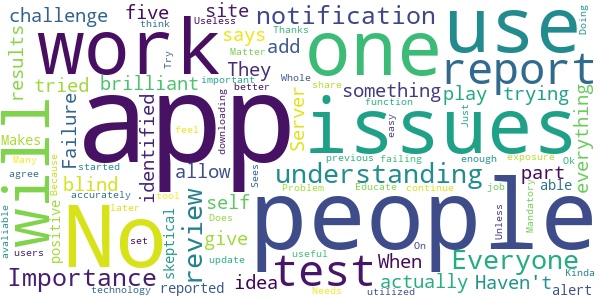 challenge five site notification use
Useless think Thanks Doing
work says add one report
results They Matter
tried brilliant Try Whole important share better something play trying
will app issues
Makes Failure identified downloading Server function easy Just everything
Many feel previous failing enough exposure Ok
agree Because started allow understanding part
blind accurately tool Sees Problem Educate continue job able
No positive later self people
avaliable skeptical review Does give Unless Mandatory
users set update useful On Everyone
Importance idea test When actually Haven't Kinda
technology reported Needs utilized alert